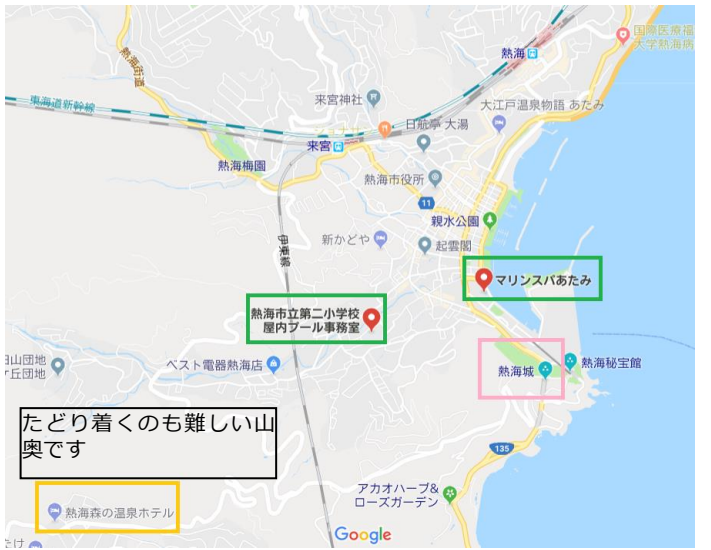 国際医療福
大学熱海病
熱海
熱海街道
東海道新幹線
来宮神社
大江戸温泉物語 あたみ
日航亭 大湯
来宮
熱海梅園
熱海市役所
11
親水公園
伊東線
新かどや
起雲閣
マリンスパあたみ
熱海市立第二小学校
屋内プール事務室
ベスト電器熱海店
熱海城
熱海秘宝館
たどり着くのも難しい山
奥です
135
アカオハーブ&
ローズガーデン
熱海森の温泉ホテル
Google